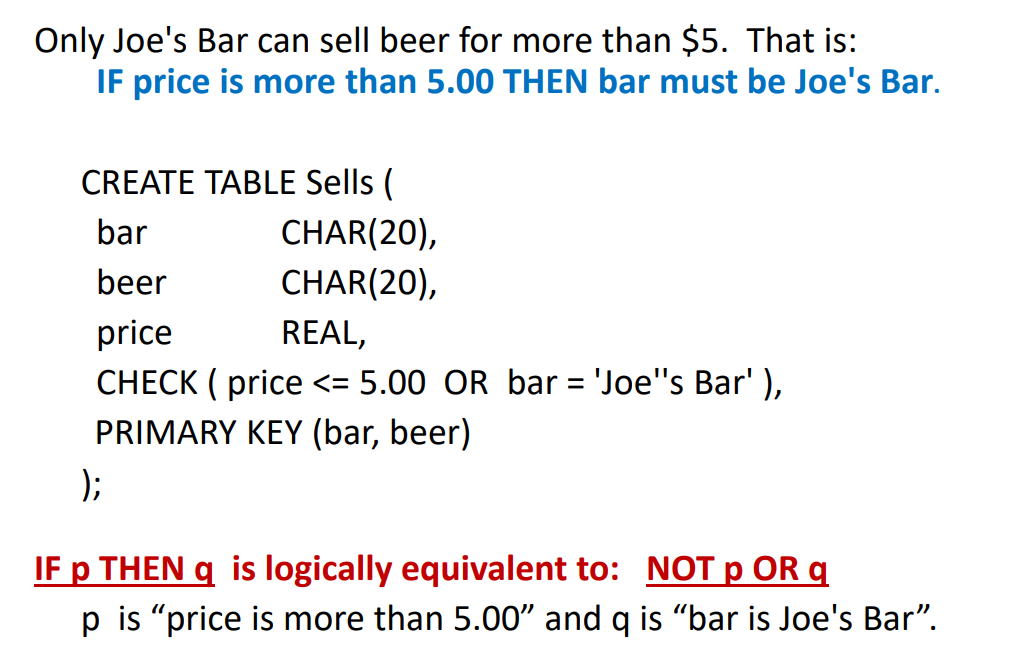 Only Joe's Bar can sell beer for more than $5. That is:
IF price is more than 5.00 THEN bar must be Joe's Bar.
CREATE TABLE Sells (
bar CHAR(20),
beer CHAR(20),
price REAL,
CHECK ( price <= 5.00 OR bar = 'Joe''s Bar' ),
PRIMARY KEY (bar, beer)
);
IF p THEN q is logically equivalent to: NOT p OR q
p is “price is more than 5.00” and q is “bar is Joe's Bar”.